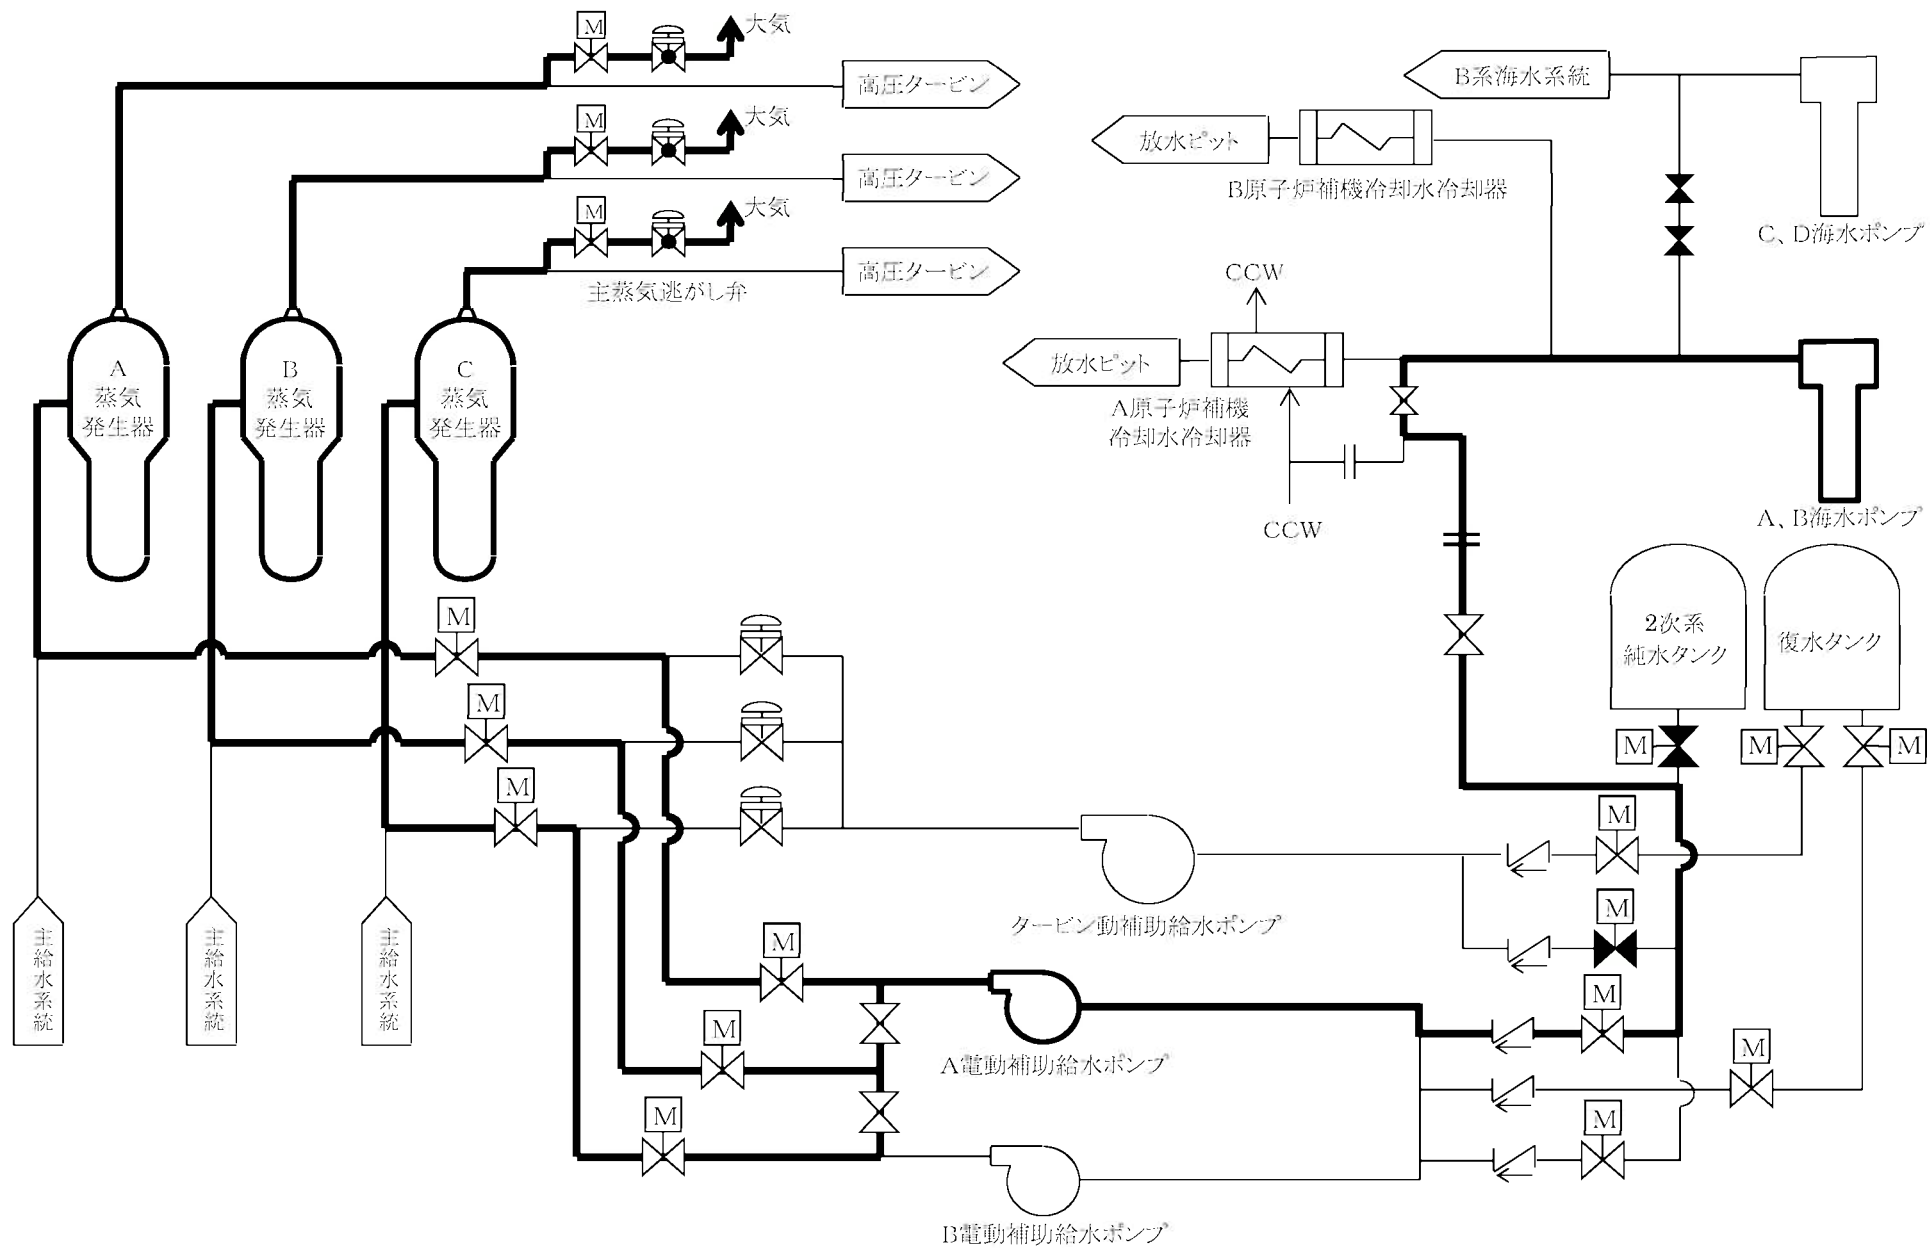 M
大気
高圧タービン
M
大気
高圧タービン
M
大気
高圧タービン
主蒸気逃がし弁
B系海水系統
C、D海水ポンプ
放水ピット
B原子炉補機冷却水冷却器
CCW
放水ピット
A原子炉補機
冷却水冷却器
CCW
A、B海水ポンプ
A
蒸気
発生器
B
蒸気
発生器
C
蒸気
発生器
M
M
M
2次系
純水タンク
復水タンク
M
M
M
M
タービン動補助給水ポンプ
M
主給水系統
主給水系統
主給水系統
M
M
M
A電動補助給水ポンプ
M
M
M
M
B電動補助給水ポンプ